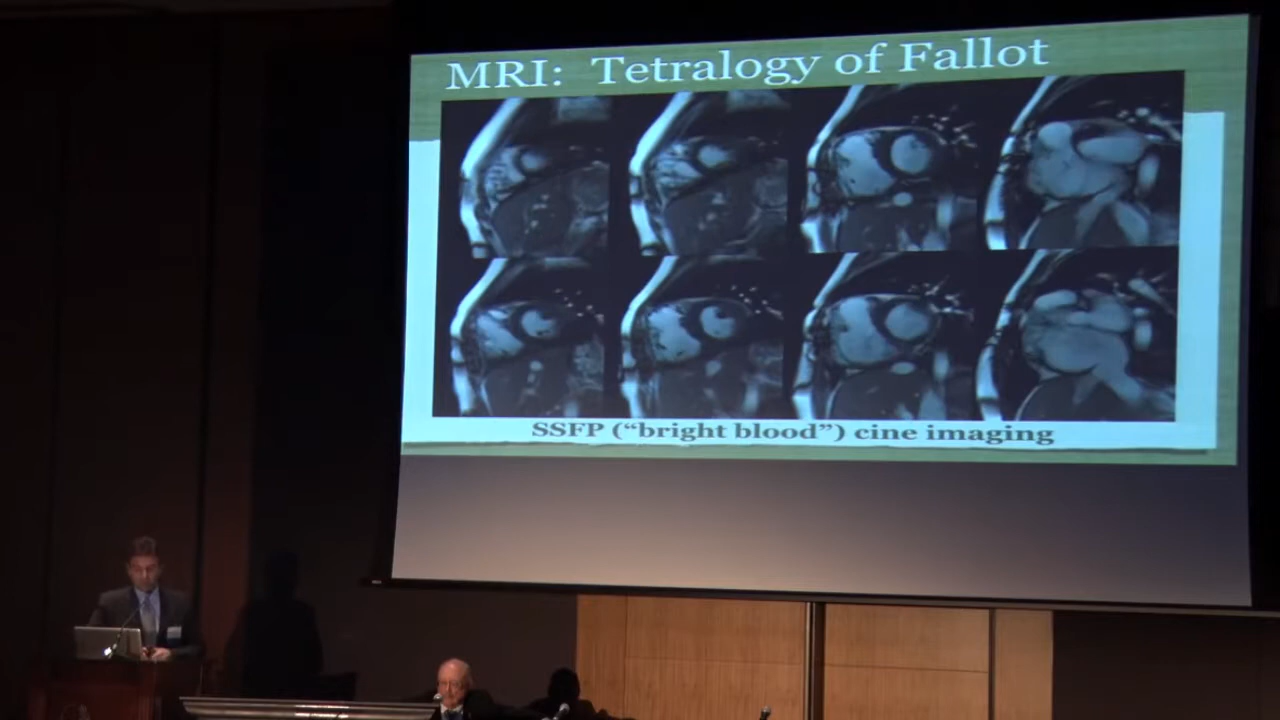 MRI: Tetralogy of Fallot
SSFP (“bright blood”) cine imaging